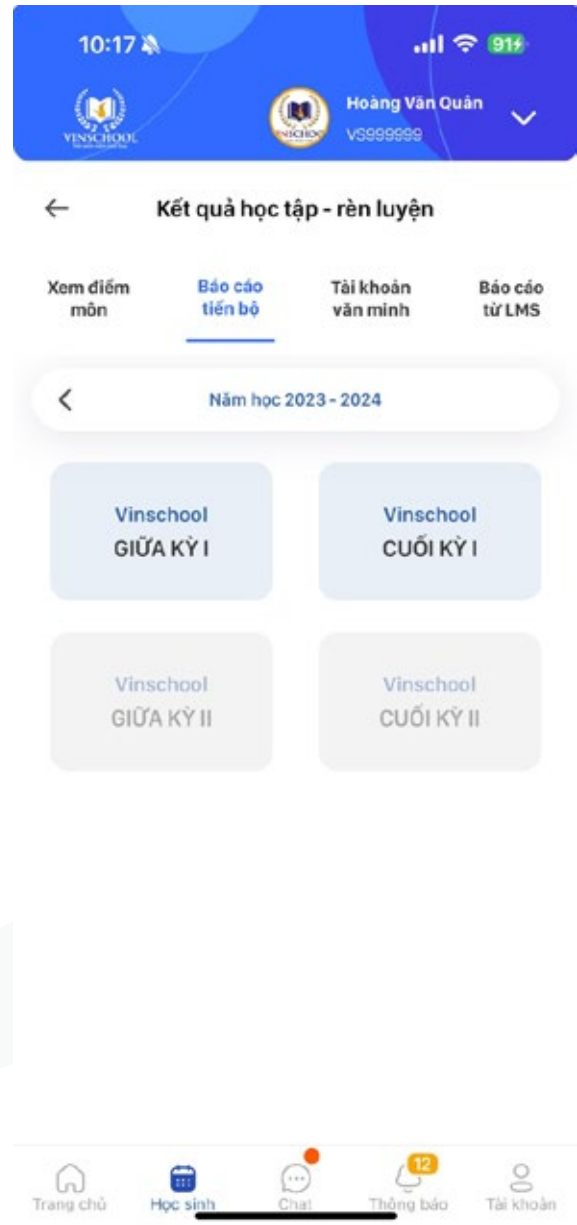 10:17
91
VINSCHOOL
Hoàng Văn Quân
VS999999
Kết quả học tập - rèn luyện
Xem điểm môn
Báo cáo tiến bộ
Tài khoản văn minh
Báo cáo từ LMS
Năm học 2023 - 2024
Vinschool
GIỮA KỲ I
Vinschool
CUỐI KỲ I
Vinschool
GIỮA KỲ II
Vinschool
CUỐI KỲ II
12
Trang chủ
Học sinh
Chat
Thông báo
Tài khoản